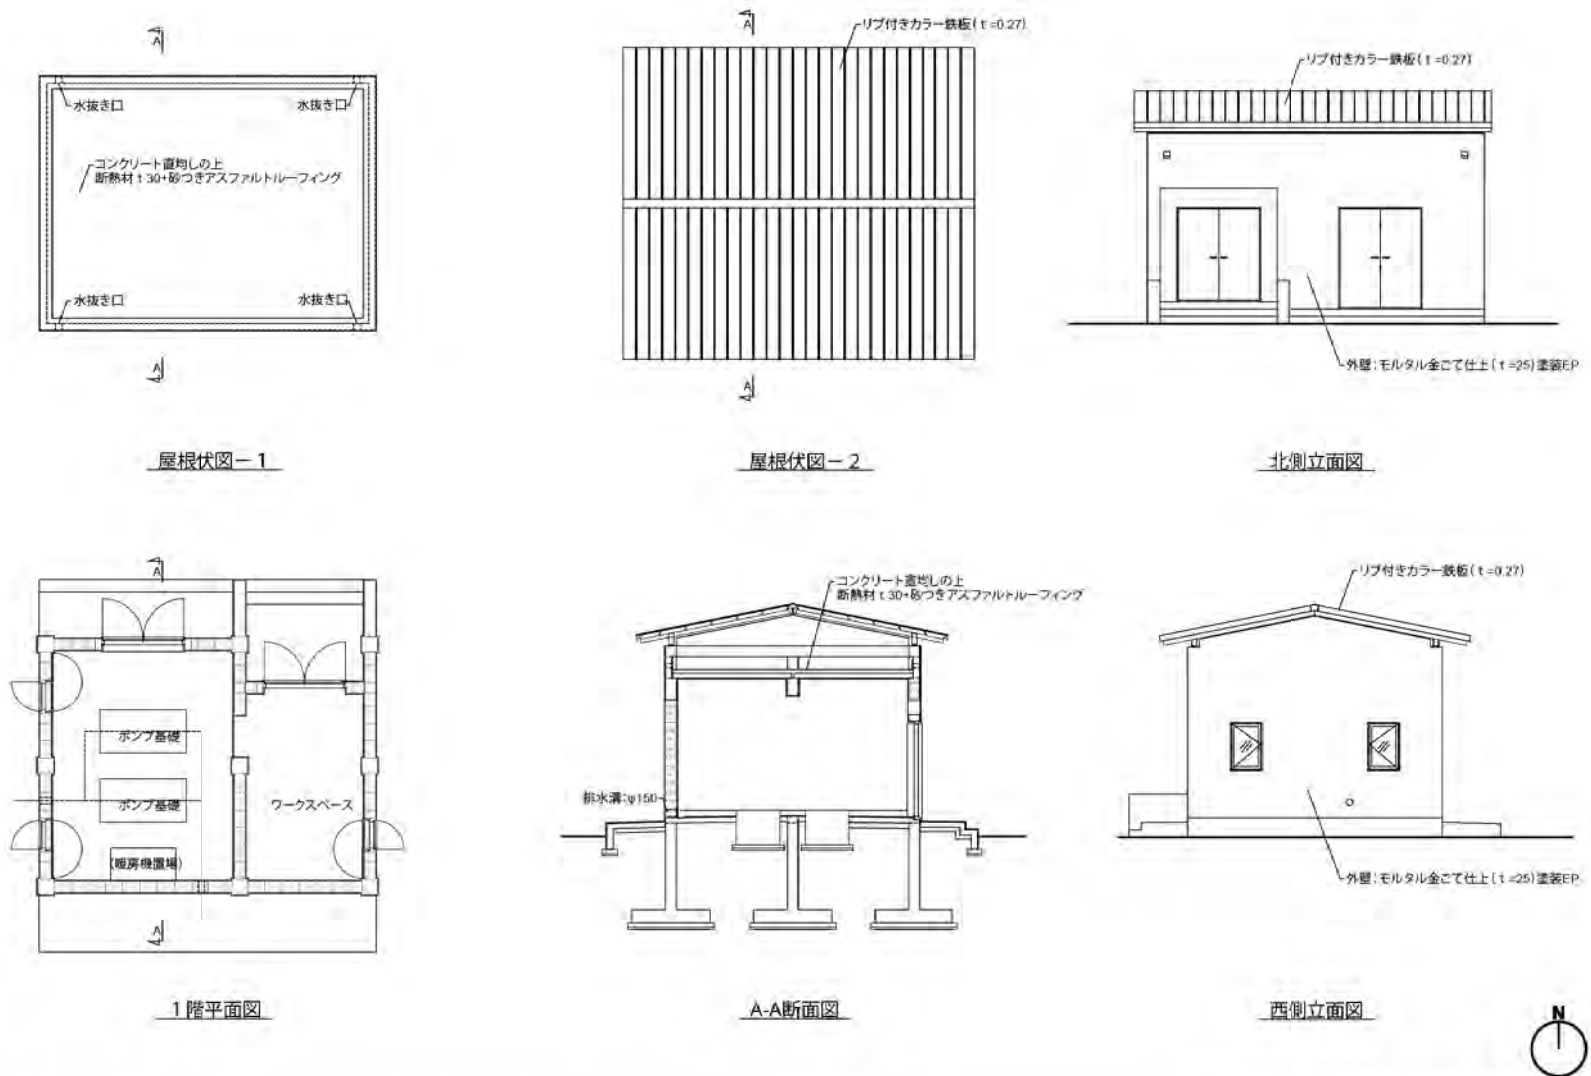 A
水抜き口
水抜き口
コンクリート直均しの上
断熱材 t 30+砂つきアスファルトルーフィング
水抜き口
水抜き口
A
屋根伏図－1
A
リブ付きカラー鉄板(t=0.27)
A
屋根伏図－2
リブ付きカラー鉄板(t=0.27)
外壁:モルタル金ごて仕上(t=25)塗装EP
北側立面図
A
ポンプ基礎
ポンプ基礎
ワークスペース
(暖房機置場)
A
1階平面図
コンクリート直均しの上
断熱材 t 30+砂つきアスファルトルーフィング
排水溝:φ150
A-A断面図
リブ付きカラー鉄板(t=0.27)
外壁:モルタル金ごて仕上(t=25)塗装EP
西側立面図
N